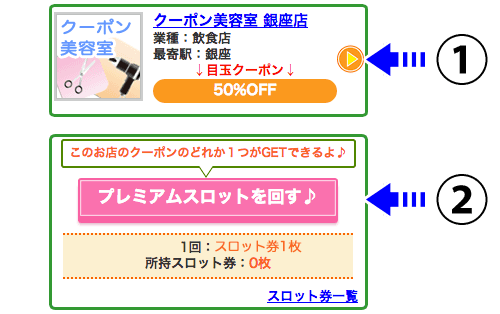 クーポン
美容室
クーポン美容室 銀座店
業種：飲食店
最寄駅：銀座
↓目玉クーポン↓
50%OFF
①
このお店のクーポンのどれか１つがGETできるよ♪
プレミアムスロットを回す♪
1回：スロット券1枚
所持スロット券：0枚
スロット券一覧
②